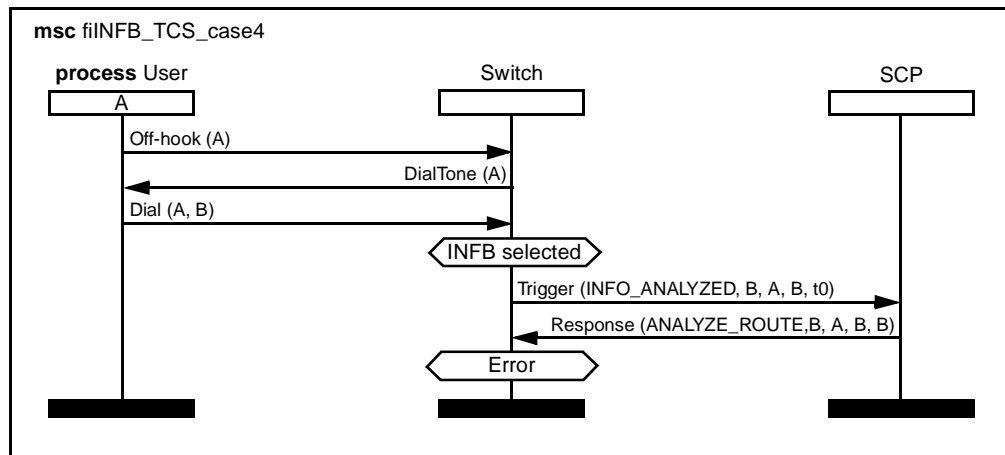 msc fiINFB_TCS_case4
process User
Switch
SCP
A
Off-hook (A)
DialTone (A)
Dial (A, B)
INFB selected
Trigger (INFO_ANALYZED, B, A, B, t0)
Response (ANALYZE_ROUTE,B, A, B, B)
Error